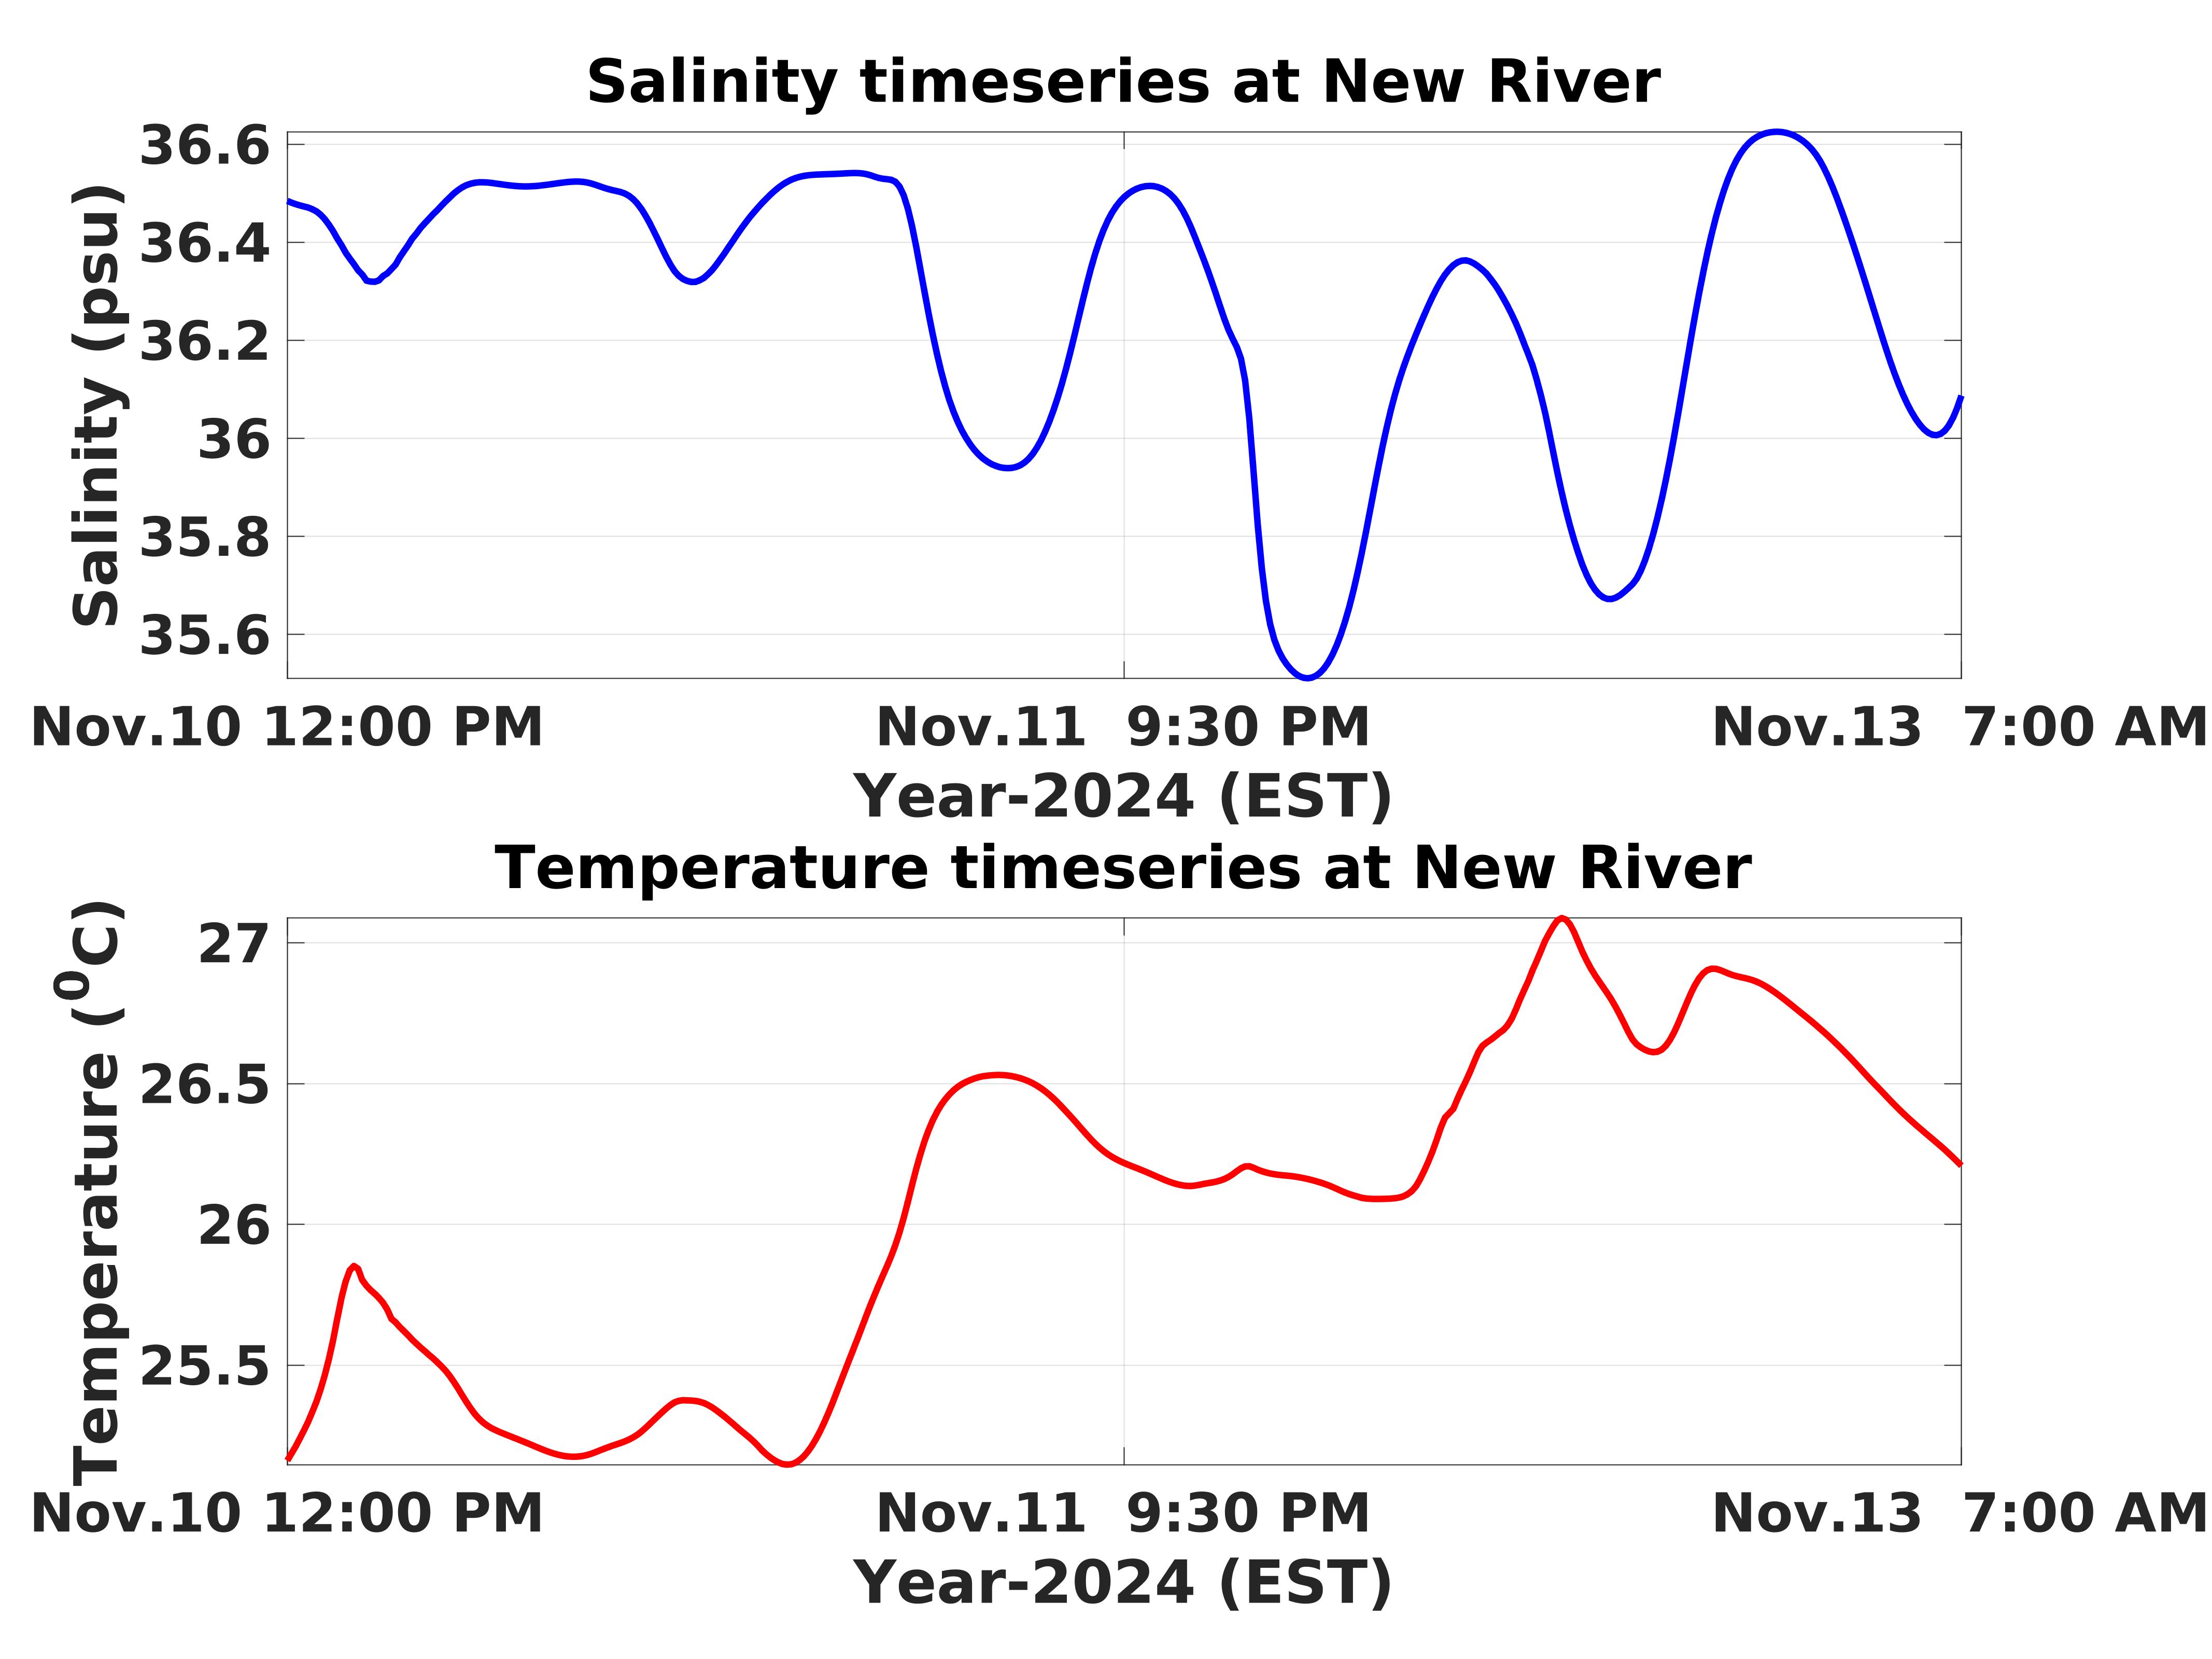 Salinity timeseries at New River
Salinity (psu)
36.6
36.4
36.2
36
35.8
35.6
Nov.10 12:00 PM
Nov.11  9:30 PM
Nov.13  7:00 AM
Year-2024 (EST)
Temperature timeseries at New River
Temperature (⁰C)
27
26.5
26
25.5
Nov.10 12:00 PM
Nov.11  9:30 PM
Nov.13  7:00 AM
Year-2024 (EST)